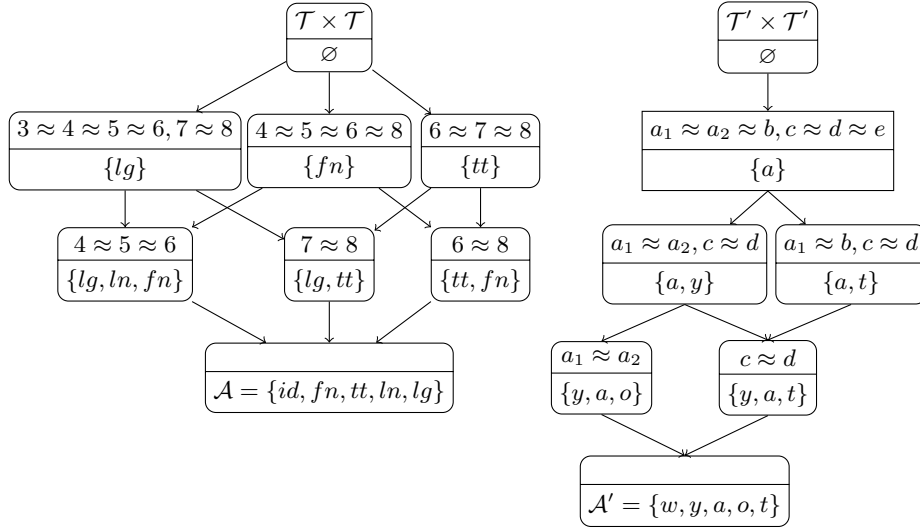 𝒯 × 𝒯
∅
3 ≈ 4 ≈ 5 ≈ 6, 7 ≈ 8
{lg}
4 ≈ 5 ≈ 6 ≈ 8
{fn}
6 ≈ 7 ≈ 8
{tt}
4 ≈ 5 ≈ 6
{lg, ln, fn}
7 ≈ 8
{lg, tt}
6 ≈ 8
{tt, fn}
𝒜 = {id, fn, tt, ln, lg}
𝒯′ × 𝒯′
∅
a₁ ≈ a₂ ≈ b, c ≈ d ≈ e
{a}
a₁ ≈ a₂, c ≈ d
{a, y}
a₁ ≈ b, c ≈ d
{a, t}
a₁ ≈ a₂
{y, a, o}
c ≈ d
{y, a, t}
𝒜′ = {w, y, a, o, t}